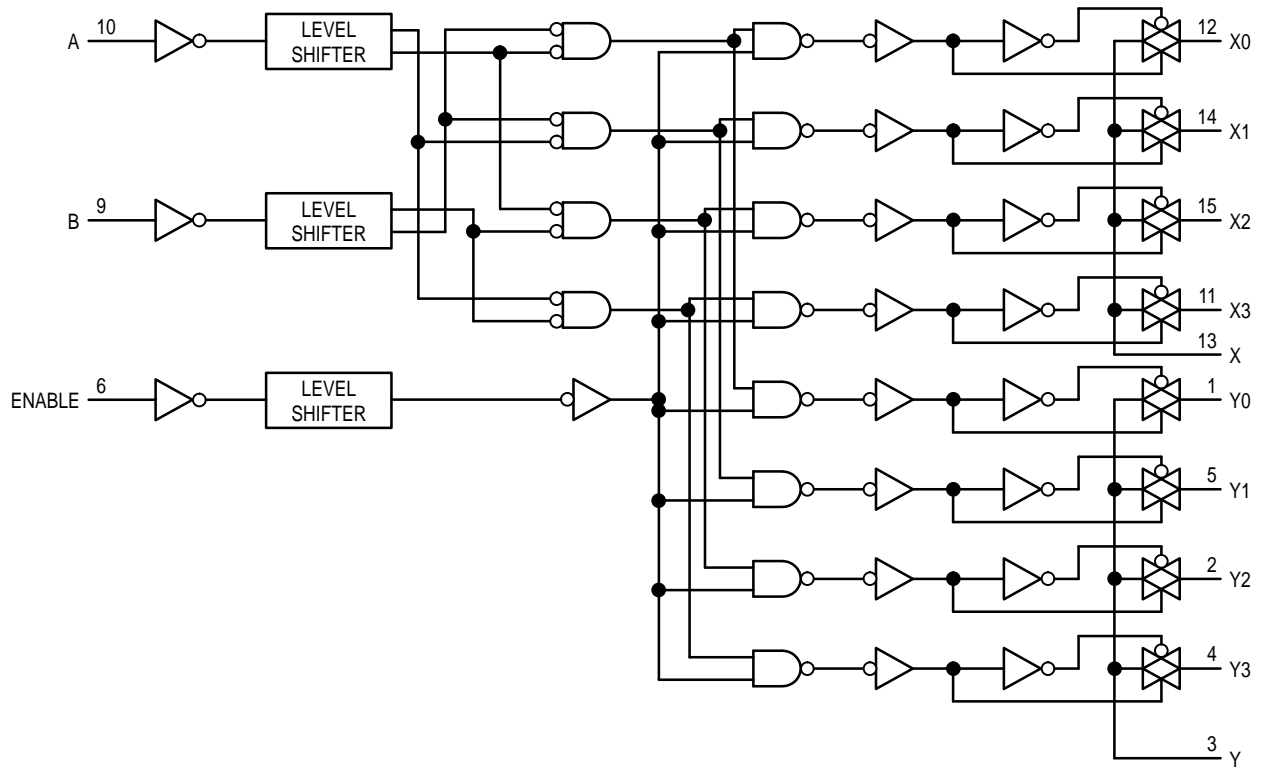 A 10 LEVEL
SHIFTER 12 X0
14 X1
B 9 LEVEL
SHIFTER 15 X2
11 X3
13 X
ENABLE 6 LEVEL
SHIFTER 1 Y0
5 Y1
2 Y2
4 Y3
3 Y